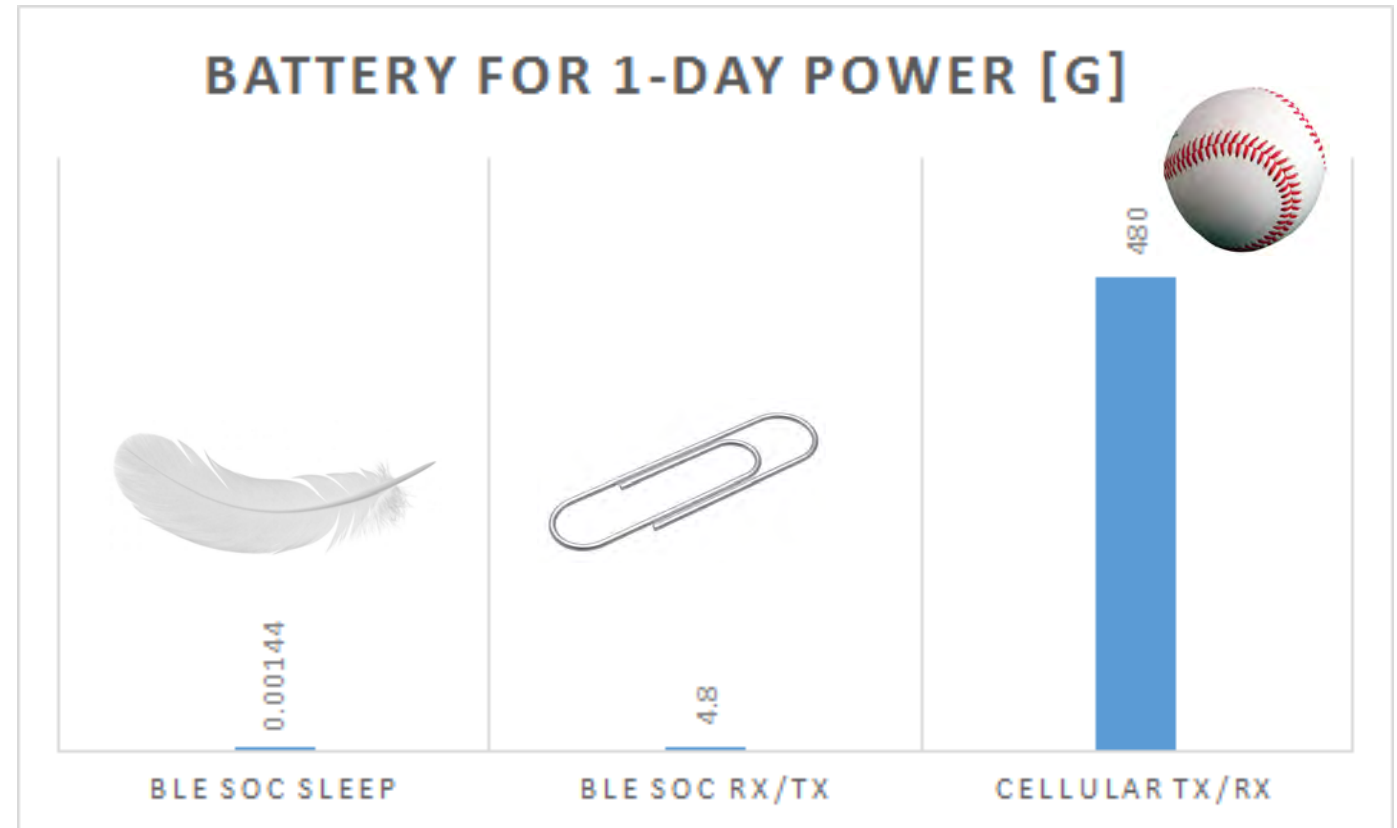 BATTERY FOR 1-DAY POWER [G]
0.00144
4.8
480
BLE SOC SLEEP
BLE SOC RX/TX
CELLULAR TX/RX